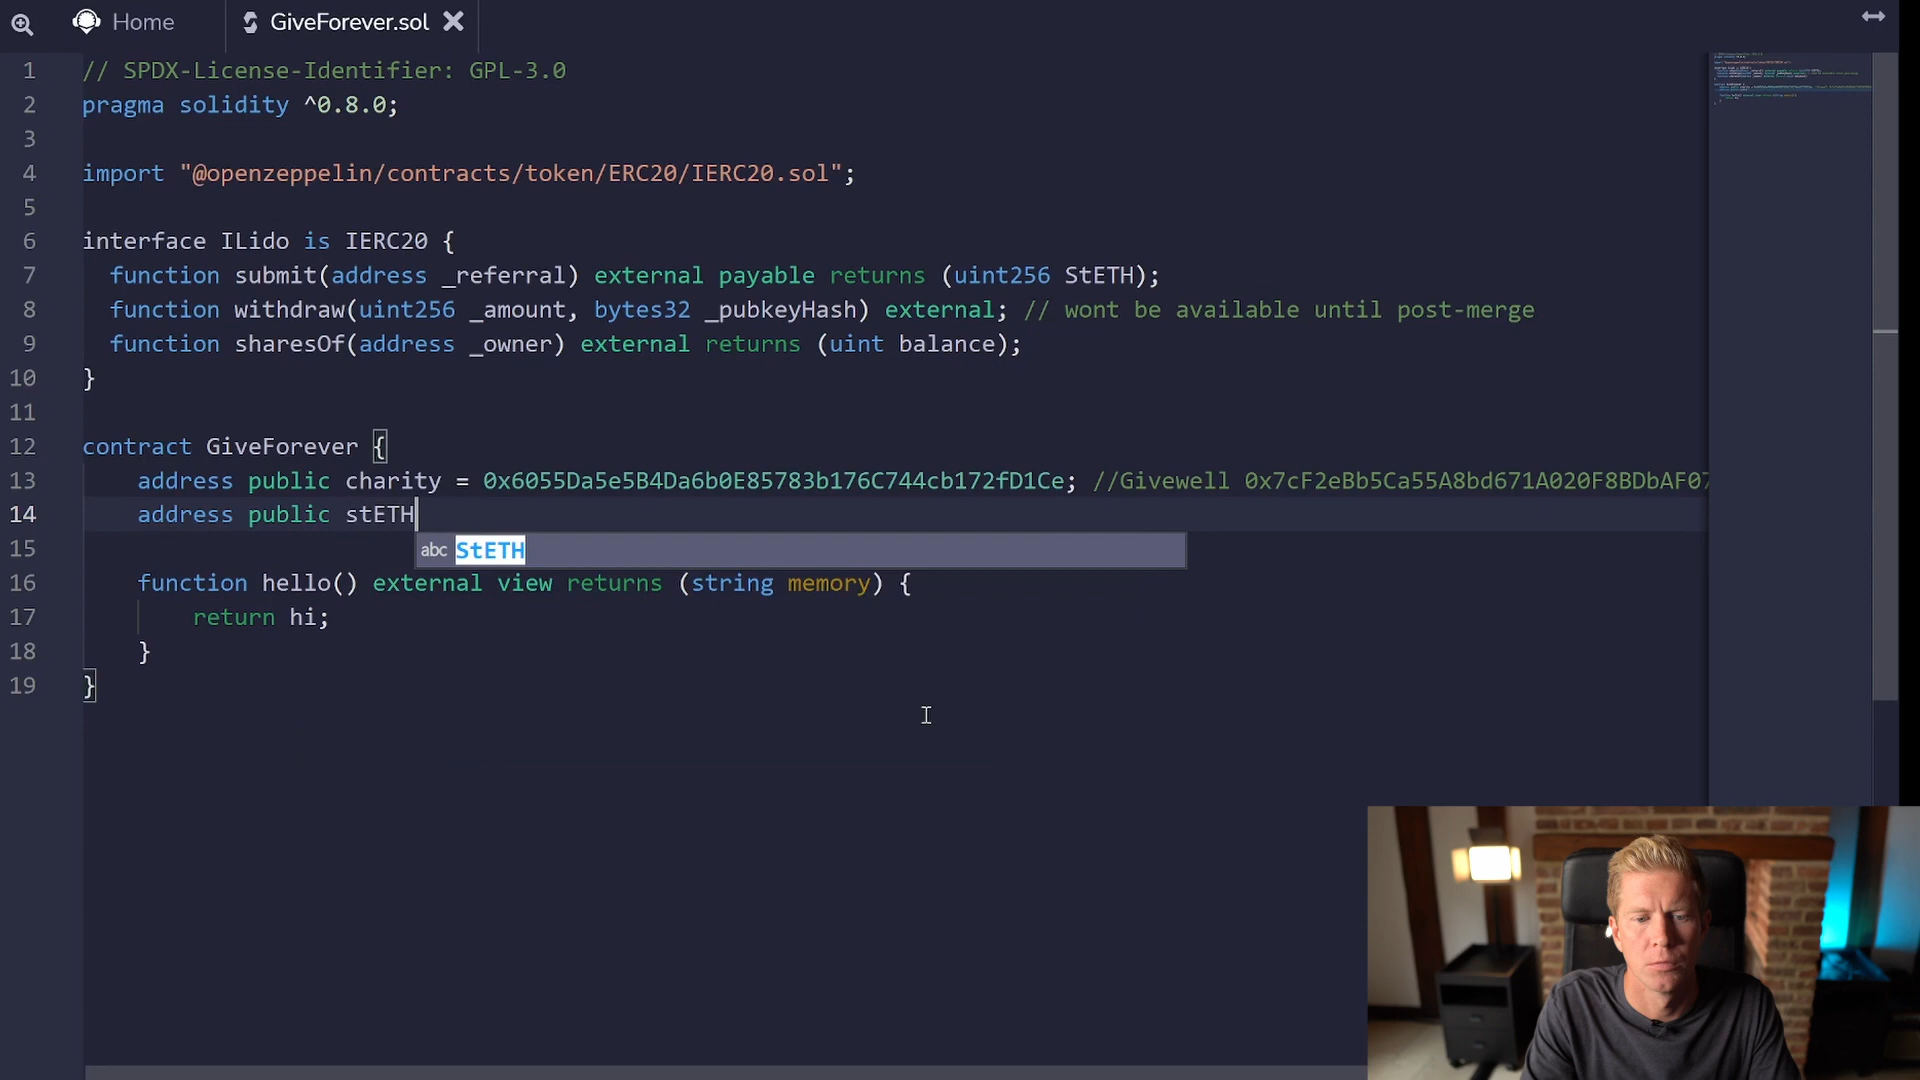 Home
GiveForever.sol
1 // SPDX-License-Identifier: GPL-3.0
2 pragma solidity ^0.8.0;
3
4 import "@openzeppelin/contracts/token/ERC20/IERC20.sol";
5
6 interface ILido is IERC20 {
7 function submit(address _referral) external payable returns (uint256 StETH);
8 function withdraw(uint256 _amount, bytes32 _pubkeyHash) external; // wont be available until post-merge
9 function sharesOf(address _owner) external returns (uint balance);
10 }
11
12 contract GiveForever {
13 address public charity = 0x6055Da5e5B4Da6b0E85783b176C744cb172fD1Ce; //Givewell 0x7cF2eBb5Ca55A8bd671A020F8BDbAF07
14 address public stETH
abc StETH
15
16 function hello() external view returns (string memory) {
17 return hi;
18 }
19 }